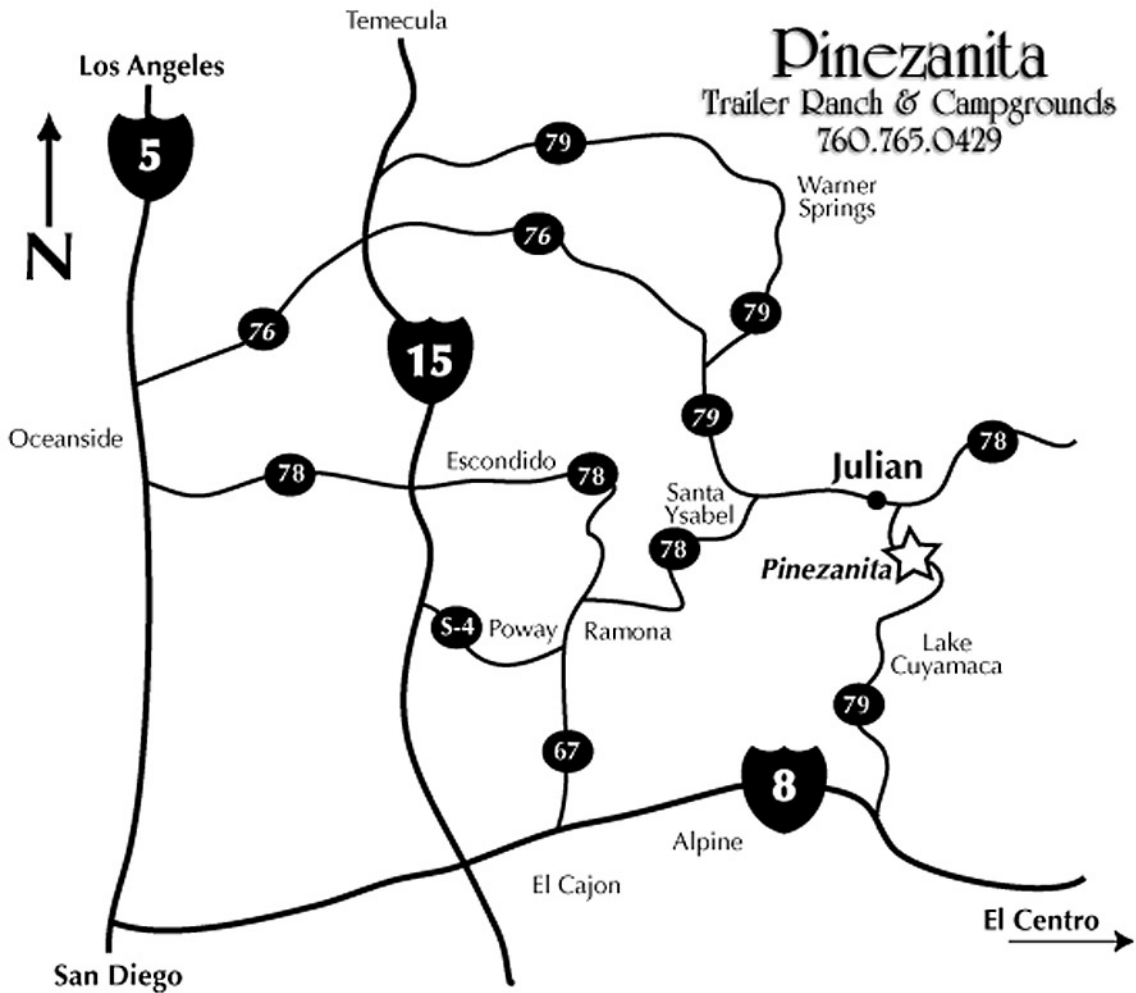 Temecula
Los Angeles
Pinezanita
Trailer Ranch & Campgrounds
760.765.0429
5
79
Warner
Springs
N
76
76
79
15
79
Oceanside
78
Escondido
78
78
Julian
Santa
Ysabel
78
Pinezanita
S-4
Poway
Ramona
Lake
Cuyamaca
79
67
8
Alpine
El Cajon
El Centro
San Diego